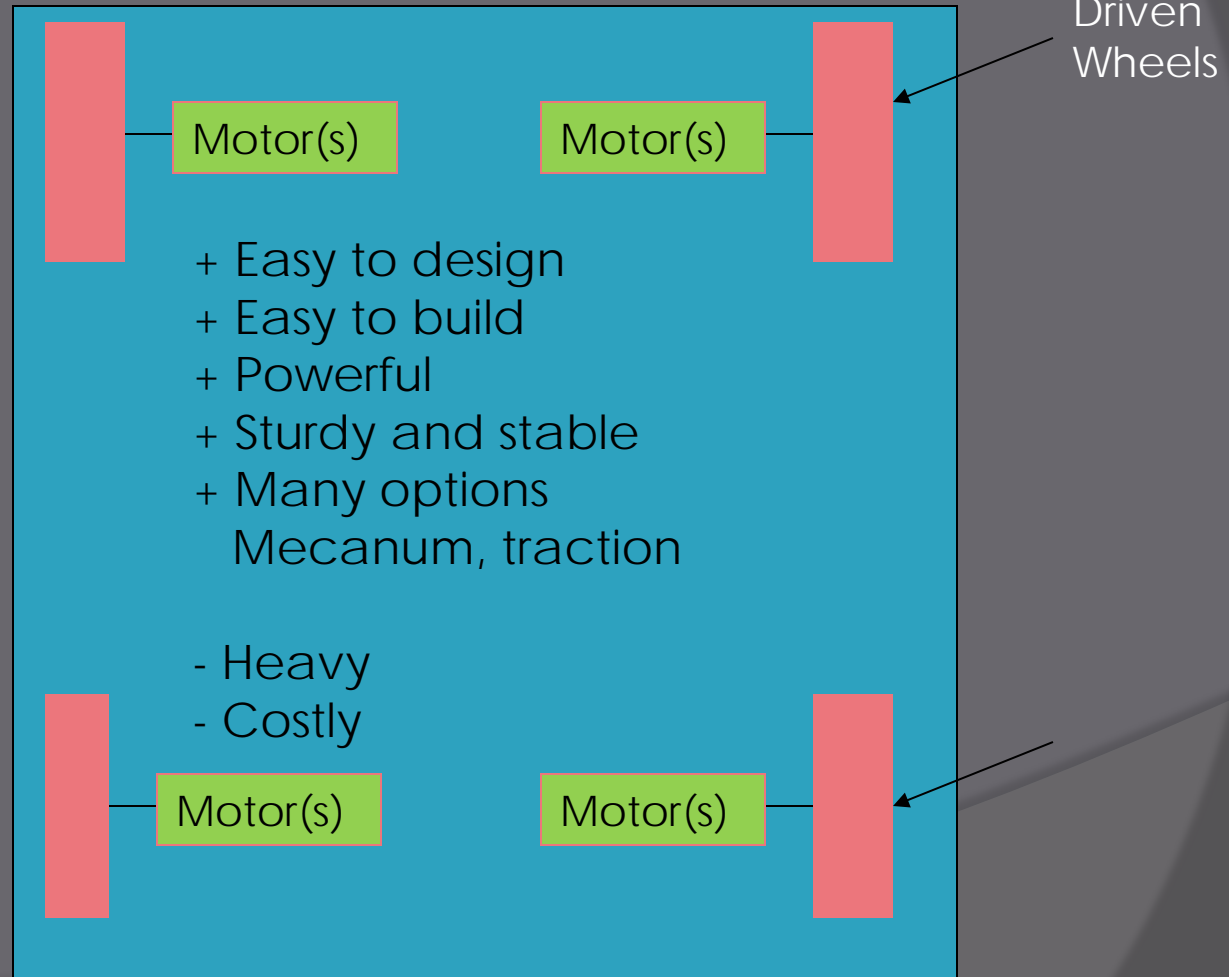 Driven
Wheels
Motor(s)
Motor(s)
+ Easy to design
+ Easy to build
+ Powerful
+ Sturdy and stable
+ Many options
Mecanum, traction
- Heavy
- Costly
Motor(s)
Motor(s)